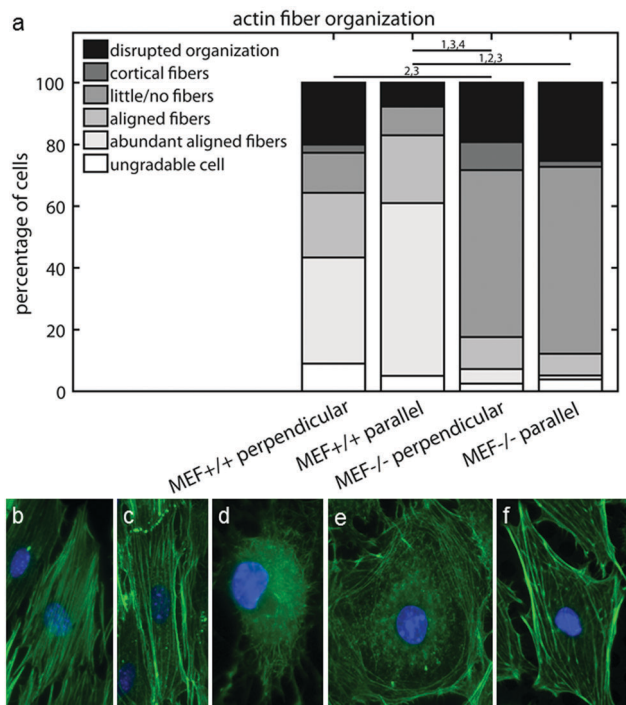 a
actin fiber organization
disrupted organization
cortical fibers
little/no fibers
aligned fibers
abundant aligned fibers
ungradable cell
1,3,4
1,2,3
2,3
100
80
60
40
20
0
percentage of cells
MEF+/+ perpendicular
MEF+/+ parallel
MEF-/- perpendicular
MEF-/- parallel
b
c
d
e
f